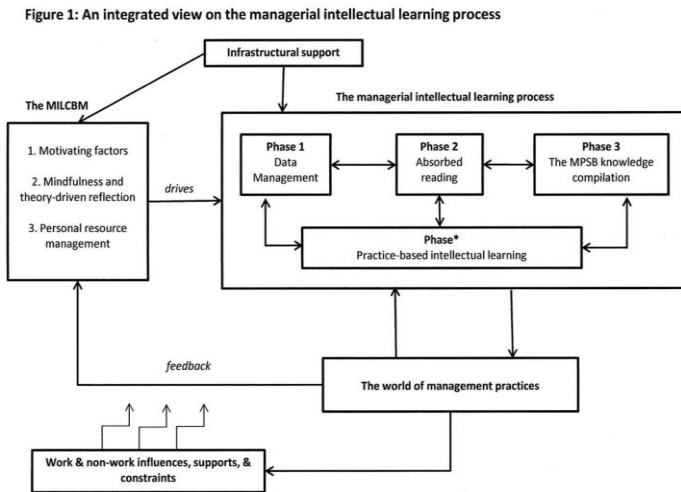 Figure 1: An integrated view on the managerial intellectual learning process
Infrastructural support
The MILCBM
The managerial intellectual learning process
1. Motivating factors
2. Mindfulness and
theory-driven reflection
3. Personal resource
management
drives
Phase 1
Data
Management
Phase 2
Absorbed
reading
Phase 3
The MPSB knowledge
compilation
Phase*
Practice-based intellectual learning
feedback
The world of management practices
Work & non-work influences, supports, &
constraints